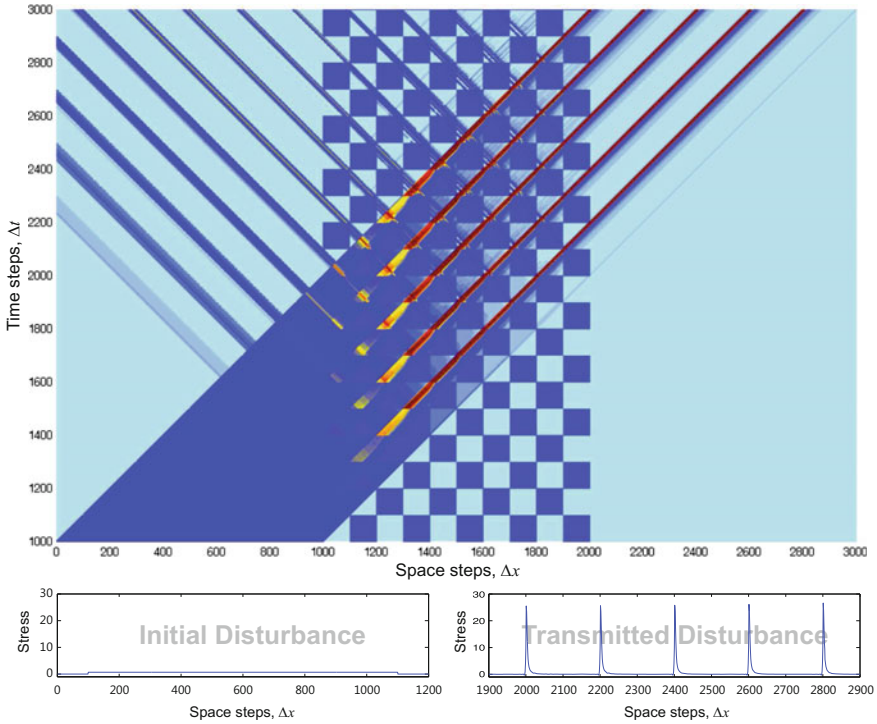 3000
2800
2600
2400
2200
2000
1800
1600
1400
1200
1000
Time steps, Δt
0 200 400 600 800 1000 1200 1400 1600 1800 2000 2200 2400 2600 2800 3000
Space steps, Δx
30
20
10
0
Stress
Initial Disturbance
0 200 400 600 800 1000 1200
Space steps, Δx
30
20
10
0
Stress
Transmitted Disturbance
1900 2000 2100 2200 2300 2400 2500 2600 2700 2800 2900
Space steps, Δx